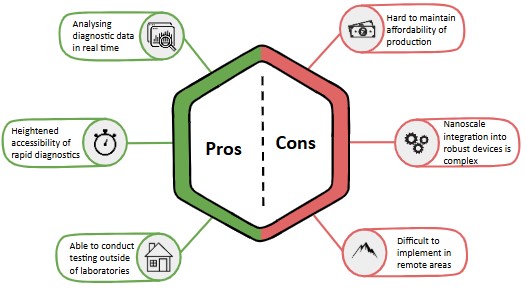 Analysing
diagnostic data
in real time
Heightened
accessibility of
rapid diagnostics
Able to conduct
testing outside
of laboratories
Pros
Cons
Hard to maintain
affordability of
production
Nanoscale
integration into
robust devices is
complex
Difficult to
implement in
remote areas